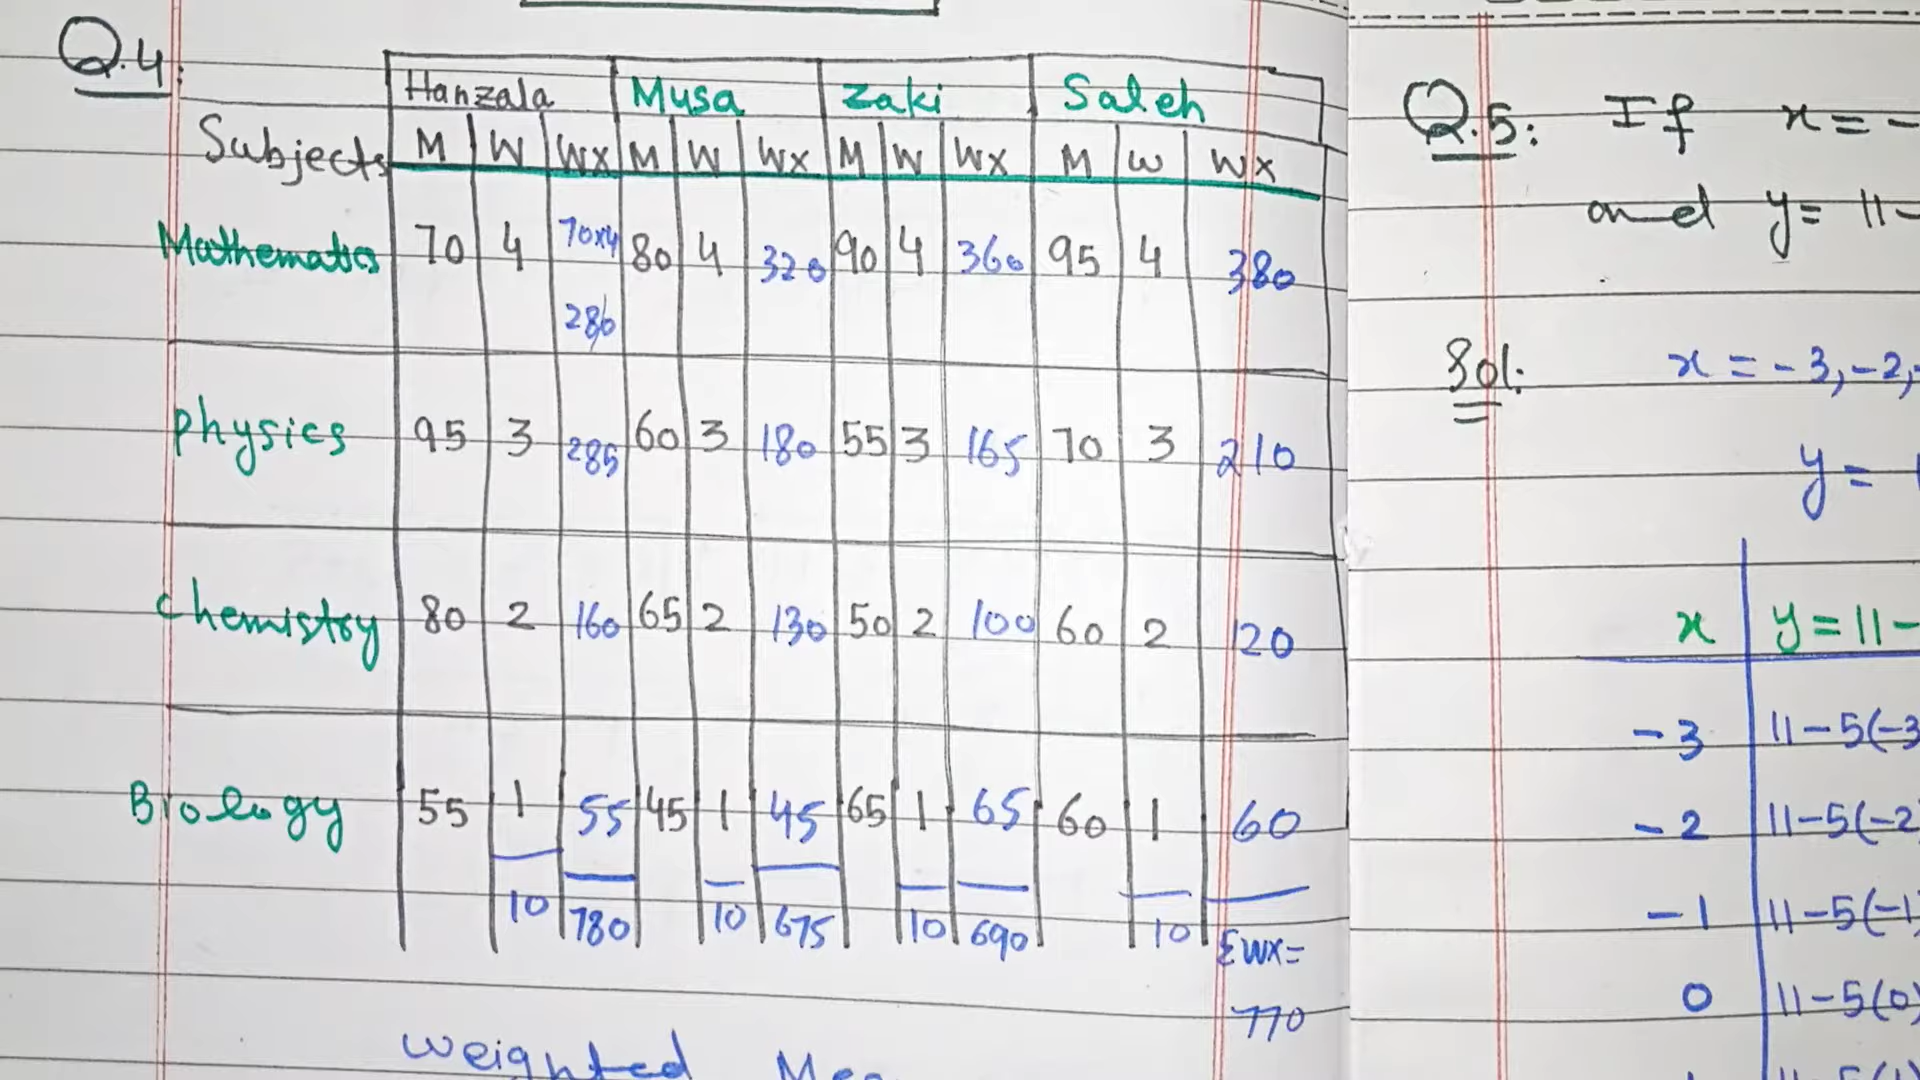 Q.4:
Hanzala Musa Zaki Saleh
Subjects M W WX M W WX M W WX M W WX
Mathematics 70 4 70x4 80 4 320 90 4 360 95 4 380
280
Physics 95 3 285 60 3 180 55 3 165 70 3 210
Chemistry 80 2 160 65 2 130 50 2 100 60 2 120
Biology 55 1 55 45 1 45 65 1 65 60 1 60
10 780 10 675 10 690 10 ΣWX=
770
Weighted
Q.5: If x = -
and y = 11-
Sol:
x = -3, -2, -
y =
x y = 11-
-3 11-5(-3
-2 11-5(-2
-1 11-5(-1
0 11-5(0)